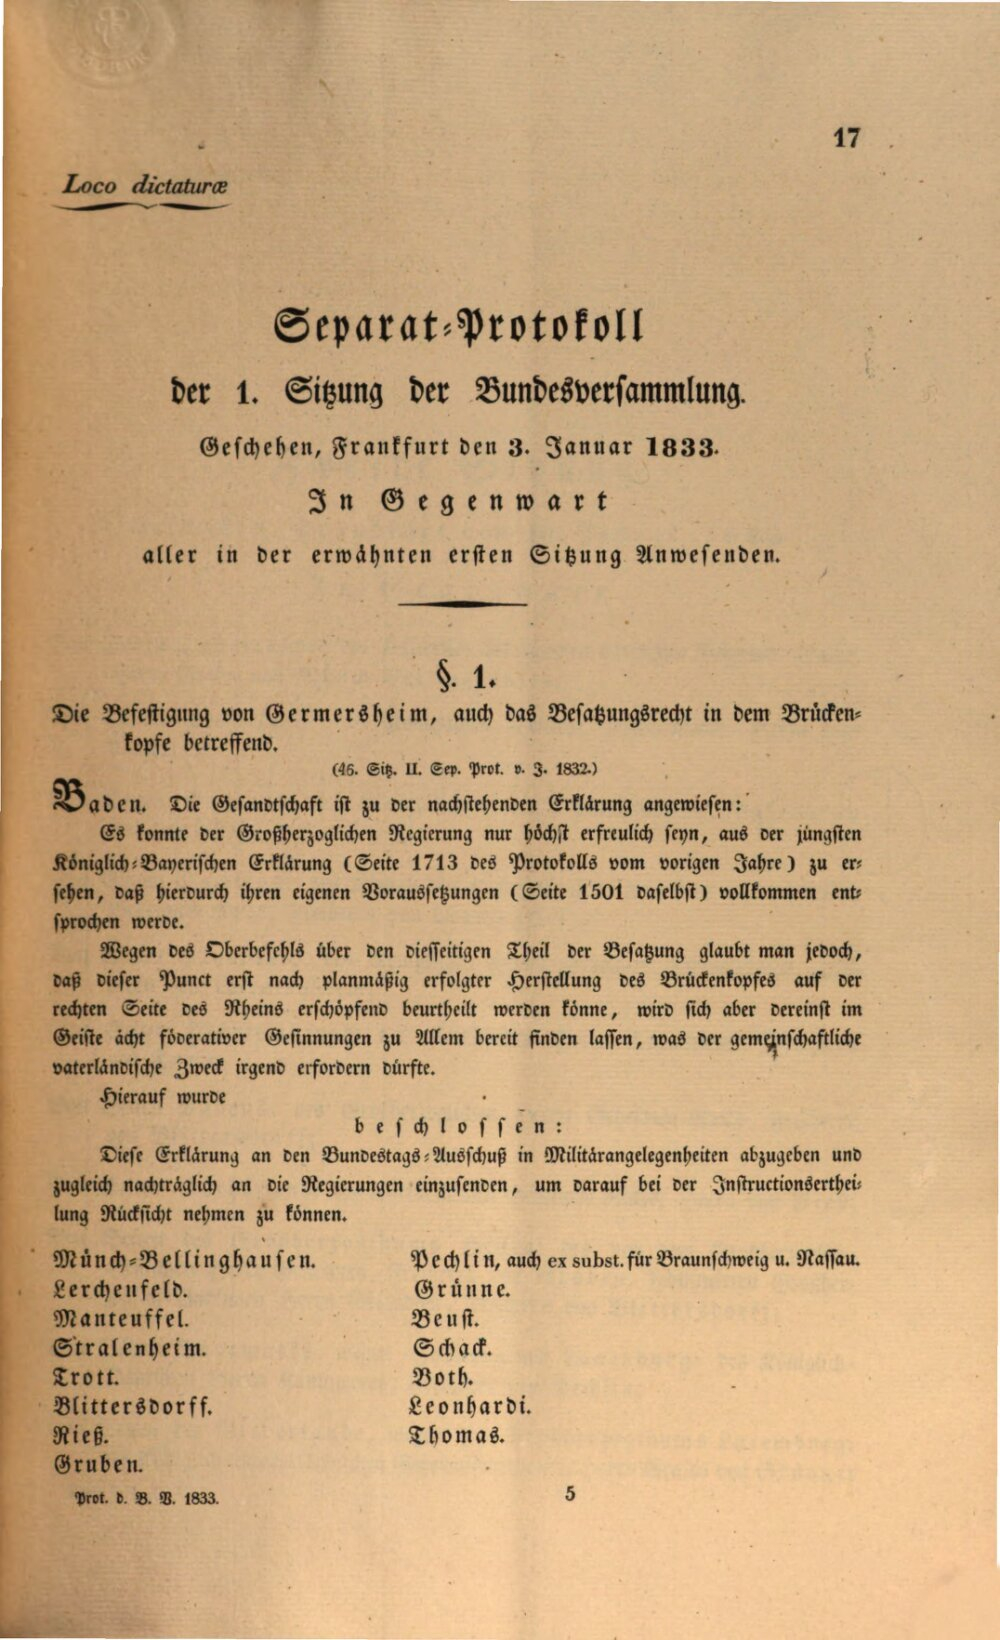 17
Loco dictaturæ
Separat-Protokoll
der 1. Sitzung der Bundesversammlung.
Geschehen, Frankfurt den 3. Januar 1833.
In Gegenwart
aller in der erwähnten ersten Sitzung Anwesenden.
§. 1.
Die Befestigung von Germersheim, auch das Besatzungsrecht in dem Brücken-
kopfe betreffend.
(46. Sitz. II. Sep. Prot. v. J. 1832.)
Baden. Die Gesandtschaft ist zu der nachstehenden Erklärung angewiesen:
Es konnte der Großherzoglichen Regierung nur höchst erfreulich seyn, aus der jüngsten
Königlich-Bayerischen Erklärung (Seite 1713 des Protokolls vom vorigen Jahre) zu er-
sehen, daß hierdurch ihren eigenen Voraussetzungen (Seite 1501 daselbst) vollkommen ent-
sprochen werde.
Wegen des Oberbefehls über den diesseitigen Theil der Besatzung glaubt man jedoch,
daß dieser Punct erst nach planmäßig erfolgter Herstellung des Brückenkopfes auf der
rechten Seite des Rheins erschöpfend beurtheilt werden könne, wird sich aber dereinst im
Geiste ächt föderativer Gesinnungen zu Allem bereit finden lassen, was der gemeinschaftliche
vaterländische Zweck irgend erfordern dürfte.
Hierauf wurde
beschlossen:
Diese Erklärung an den Bundestags-Ausschuß in Militärangelegenheiten abzugeben und
zugleich nachträglich an die Regierungen einzusenden, um darauf bei der Instructionserthei-
lung Rücksicht nehmen zu können.
Münch-Bellinghausen.
Lerchenfeld.
Manteuffel.
Stralenheim.
Trott.
Blittersdorff.
Rieß.
Gruben.
Pechlin, auch ex subst. für Braunschweig u. Nassau.
Grünne.
Beust.
Schack.
Both.
Leonhardi.
Thomas.
Prot. d. B. V. 1833.
5